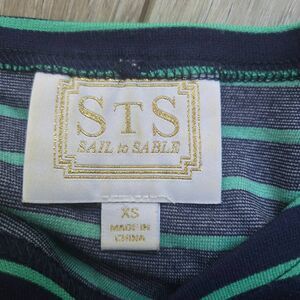 STS
SAIL to SABLE
XS
MADE IN
CHINA